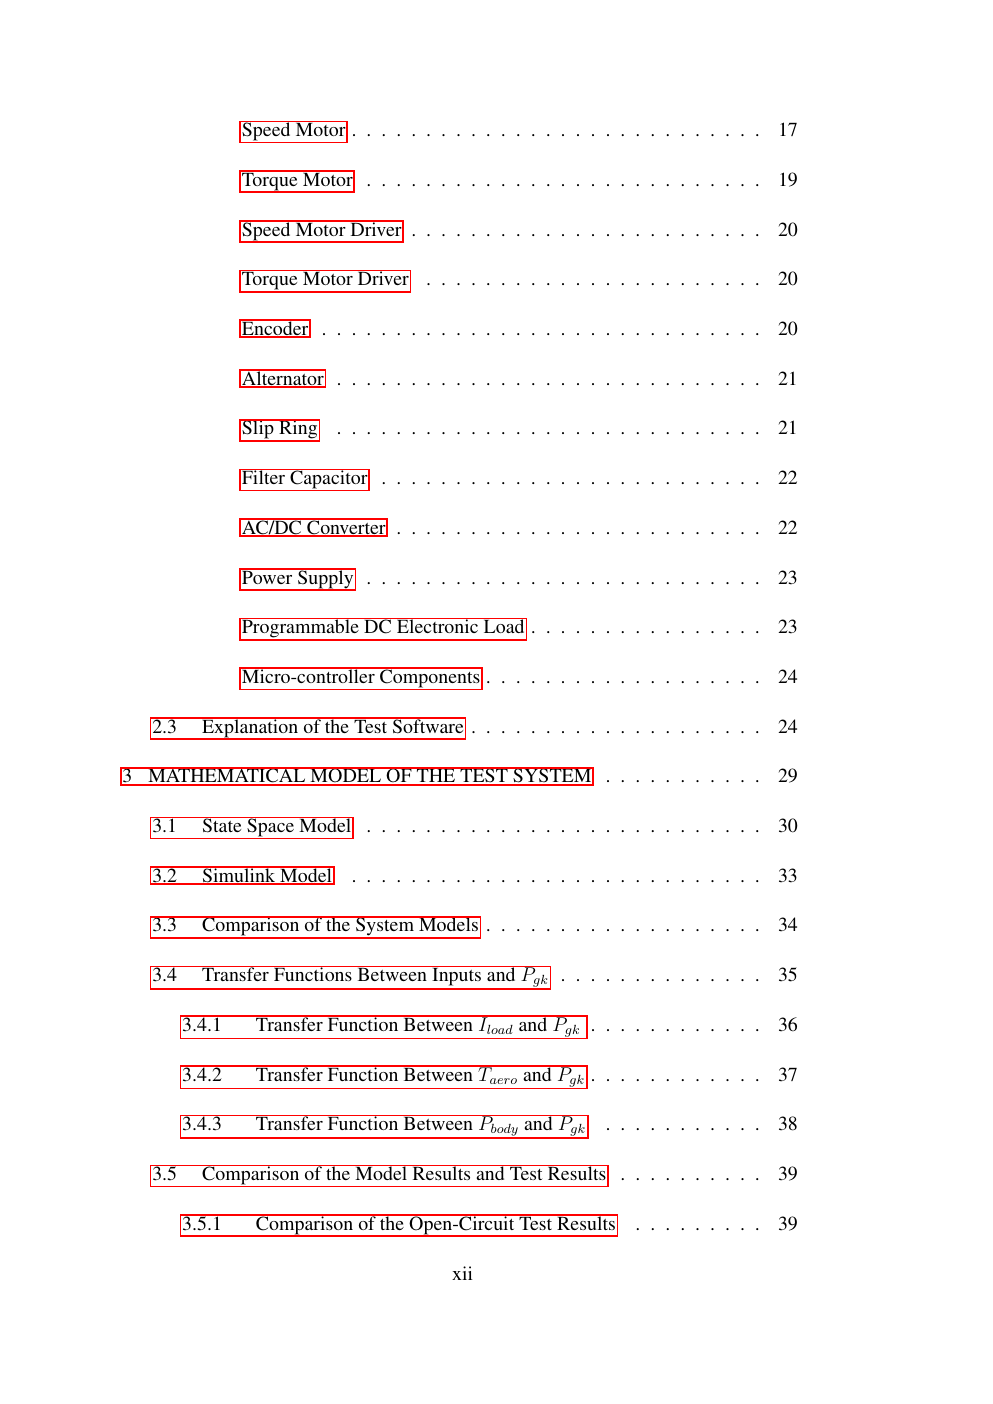 Speed Motor . . . . . . . . . . . . . . . . . . . . . . . . . . . . 17
Torque Motor . . . . . . . . . . . . . . . . . . . . . . . . . . . 19
Speed Motor Driver . . . . . . . . . . . . . . . . . . . . . . . . 20
Torque Motor Driver . . . . . . . . . . . . . . . . . . . . . . . 20
Encoder . . . . . . . . . . . . . . . . . . . . . . . . . . . . . . 20
Alternator . . . . . . . . . . . . . . . . . . . . . . . . . . . . . 21
Slip Ring . . . . . . . . . . . . . . . . . . . . . . . . . . . . . 21
Filter Capacitor . . . . . . . . . . . . . . . . . . . . . . . . . . 22
AC/DC Converter . . . . . . . . . . . . . . . . . . . . . . . . . 22
Power Supply . . . . . . . . . . . . . . . . . . . . . . . . . . . 23
Programmable DC Electronic Load . . . . . . . . . . . . . . . . 23
Micro-controller Components . . . . . . . . . . . . . . . . . . . 24
2.3 Explanation of the Test Software . . . . . . . . . . . . . . . . . . . . 24
3 MATHEMATICAL MODEL OF THE TEST SYSTEM . . . . . . . . . . . 29
3.1 State Space Model . . . . . . . . . . . . . . . . . . . . . . . . . . . 30
3.2 Simulink Model . . . . . . . . . . . . . . . . . . . . . . . . . . . . 33
3.3 Comparison of the System Models . . . . . . . . . . . . . . . . . . . 34
3.4 Transfer Functions Between Inputs and P_gk . . . . . . . . . . . . . . 35
3.4.1 Transfer Function Between I_load and P_gk . . . . . . . . . . . . 36
3.4.2 Transfer Function Between T_aero and P_gk . . . . . . . . . . . . 37
3.4.3 Transfer Function Between P_body and P_gk . . . . . . . . . . . 38
3.5 Comparison of the Model Results and Test Results . . . . . . . . . . 39
3.5.1 Comparison of the Open-Circuit Test Results . . . . . . . . . 39
xii